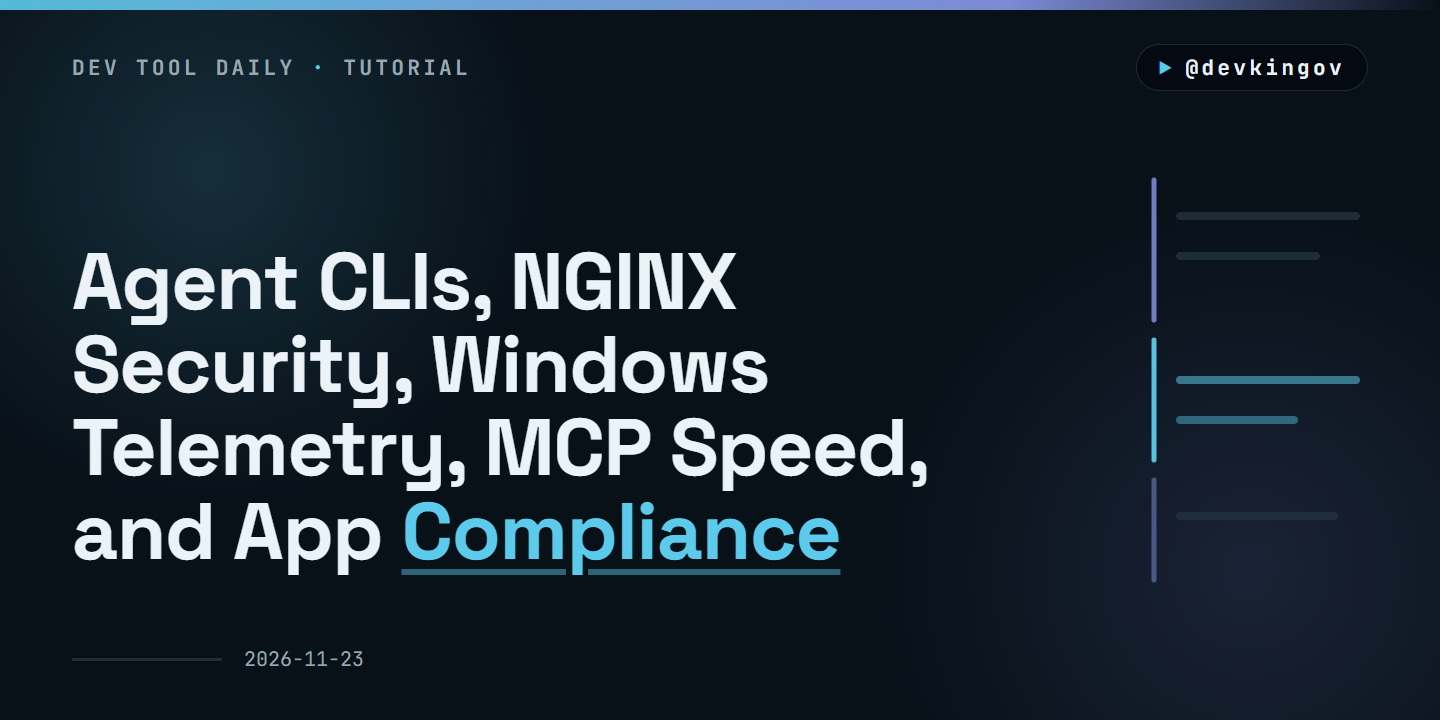 DEV TOOL DAILY · TUTORIAL
@devkingov
Agent CLIs, NGINX
Security, Windows
Telemetry, MCP Speed,
and App Compliance
2026-11-23